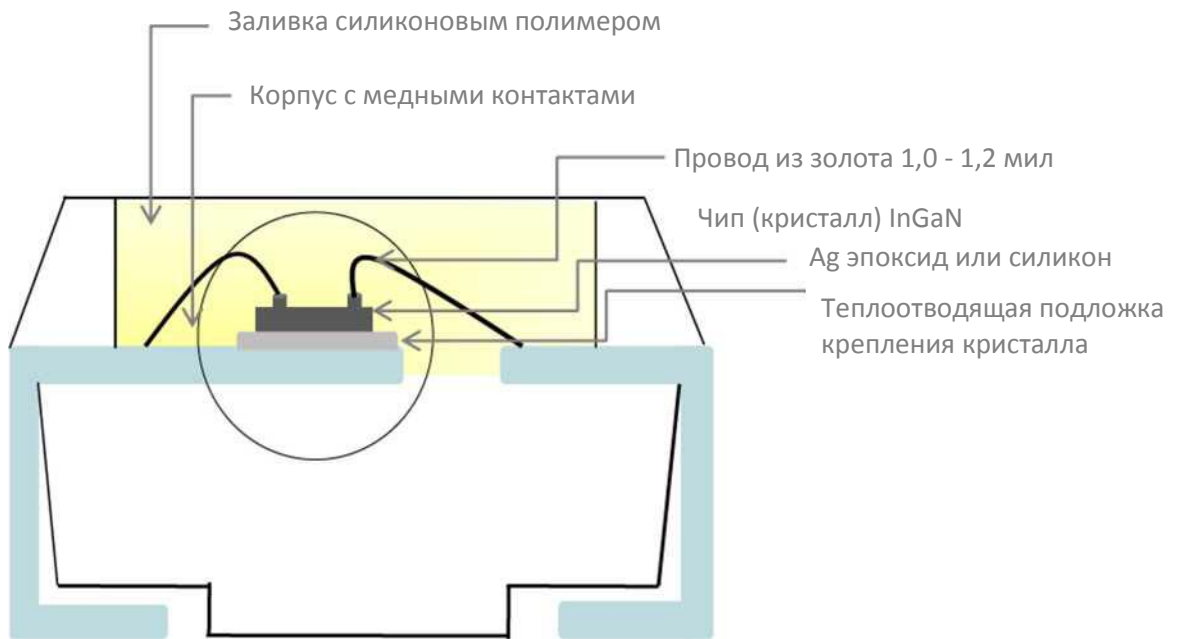 Заливка силиконовым полимером
Корпус с медными контактами
Провод из золота 1,0 - 1,2 мил
Чип (кристалл) InGaN
Ag эпоксид или силикон
Теплоотводящая подложка
крепления кристалла